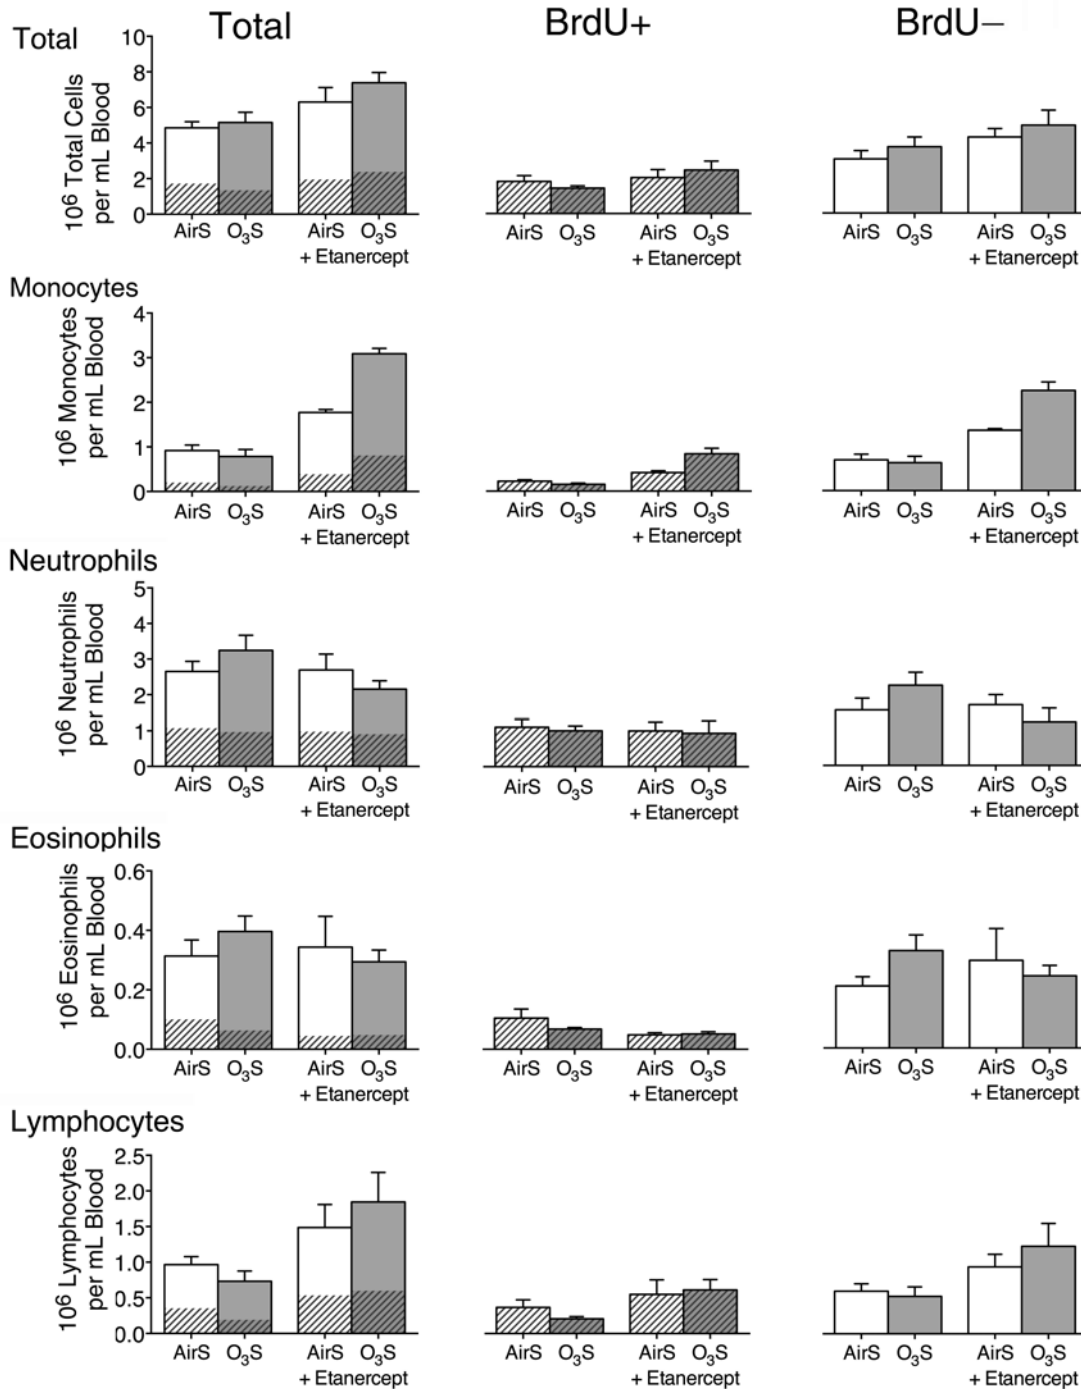 Total BrdU+ BrdU–
Total
10⁶ Total Cells
per mL Blood
10
8
6
4
2
0
AirS O₃S AirS O₃S AirS O₃S AirS O₃S AirS O₃S AirS O₃S
+ Etanercept + Etanercept + Etanercept
Monocytes
10⁶ Monocytes
per mL Blood
4
3
2
1
0
AirS O₃S AirS O₃S AirS O₃S AirS O₃S AirS O₃S AirS O₃S
+ Etanercept + Etanercept + Etanercept
Neutrophils
10⁶ Neutrophils
per mL Blood
5
4
3
2
1
0
AirS O₃S AirS O₃S AirS O₃S AirS O₃S AirS O₃S AirS O₃S
+ Etanercept + Etanercept + Etanercept
Eosinophils
10⁶ Eosinophils
per mL Blood
0.6
0.4
0.2
0.0
AirS O₃S AirS O₃S AirS O₃S AirS O₃S AirS O₃S AirS O₃S
+ Etanercept + Etanercept + Etanercept
Lymphocytes
10⁶ Lymphocytes
per mL Blood
2.5
2.0
1.5
1.0
0.5
0.0
AirS O₃S AirS O₃S AirS O₃S AirS O₃S AirS O₃S AirS O₃S
+ Etanercept + Etanercept + Etanercept